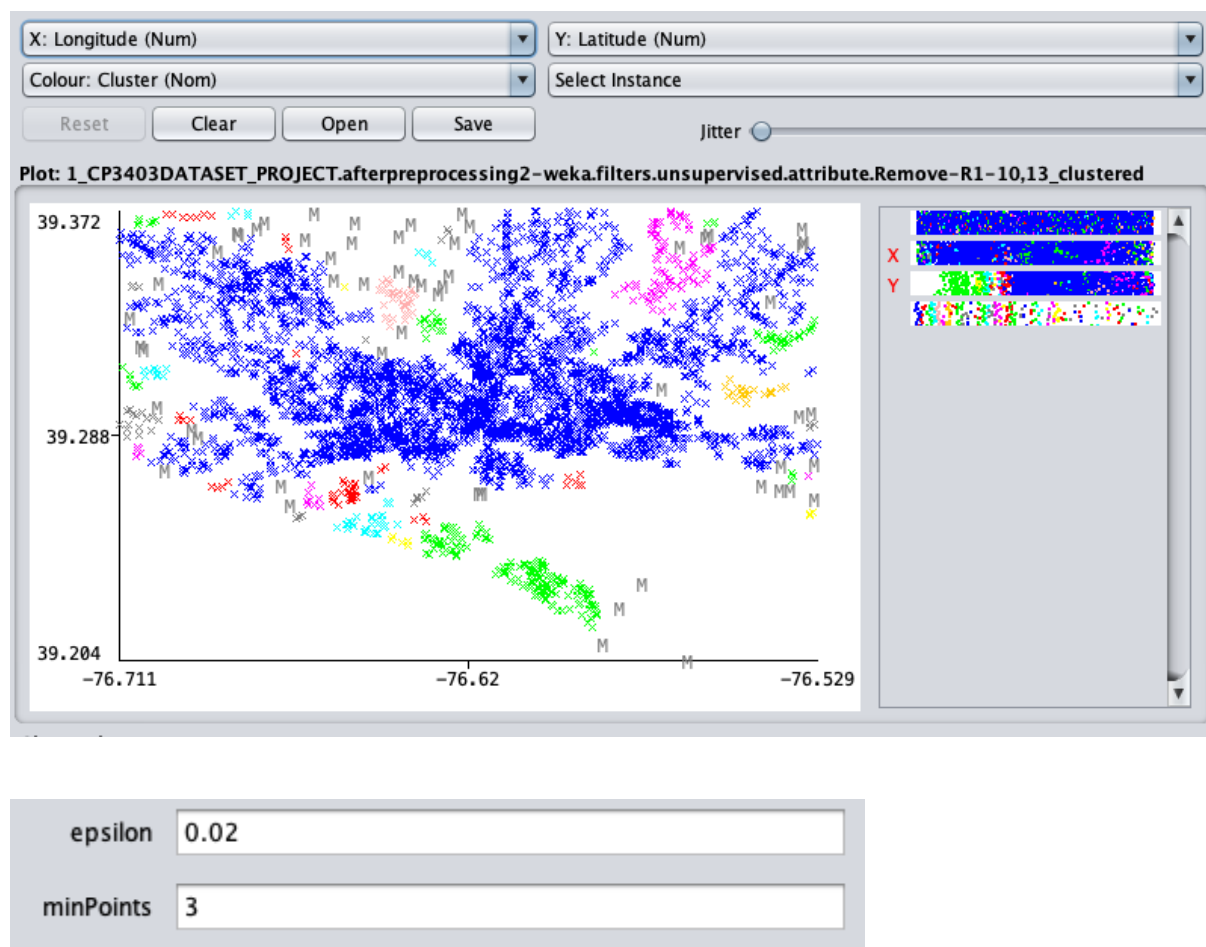 X: Longitude (Num) Y: Latitude (Num)
Colour: Cluster (Nom) Select Instance
Reset Clear Open Save Jitter
Plot: 1_CP3403DATASET_PROJECT.afterpreprocessing2-weka.filters.unsupervised.attribute.Remove-R1-10,13_clustered
39.372
X
Y
39.288
39.204
-76.711 -76.62 -76.529
epsilon 0.02
minPoints 3